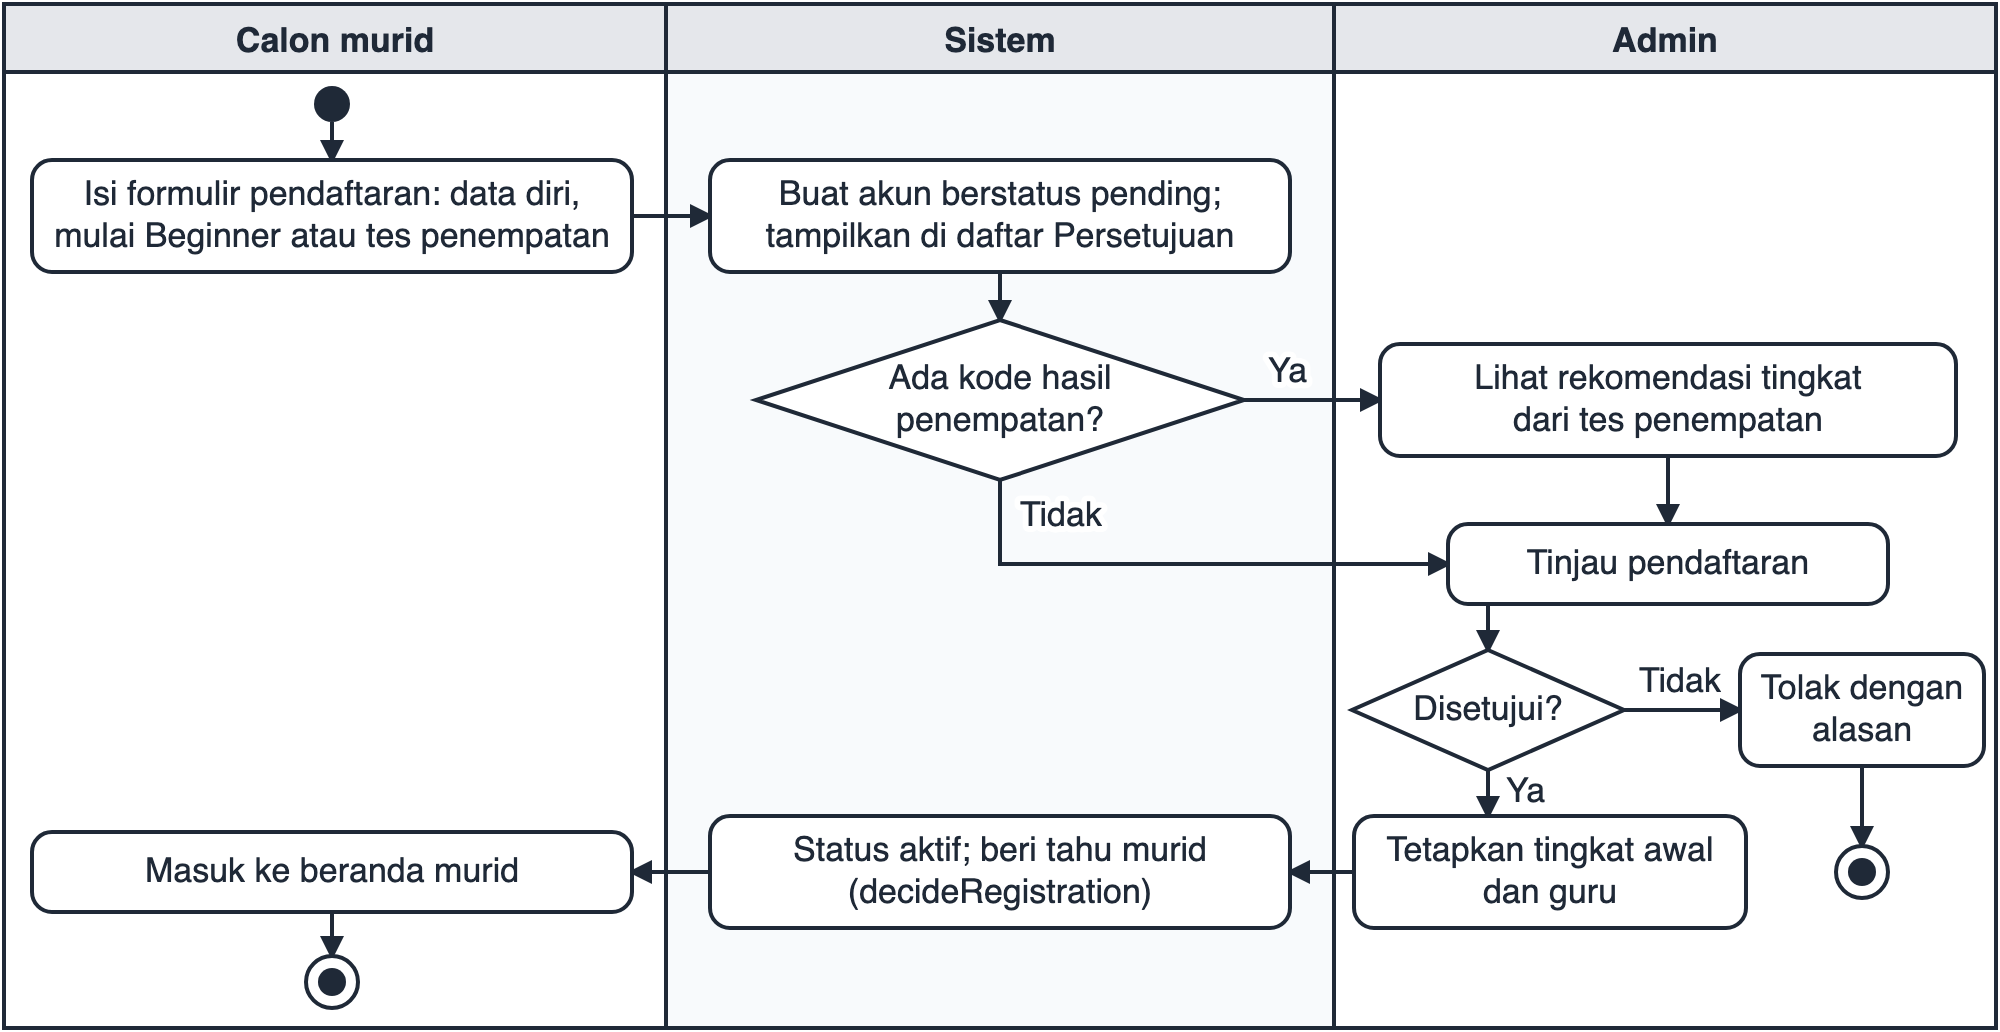 Calon murid
Sistem
Admin
Isi formulir pendaftaran: data diri,
mulai Beginner atau tes penempatan
Buat akun berstatus pending;
tampilkan di daftar Persetujuan
Ada kode hasil
penempatan?
Ya
Lihat rekomendasi tingkat
dari tes penempatan
Tidak
Tinjau pendaftaran
Disetujui?
Tidak
Tolak dengan
alasan
Ya
Tetapkan tingkat awal
dan guru
Status aktif; beri tahu murid
(decideRegistration)
Masuk ke beranda murid